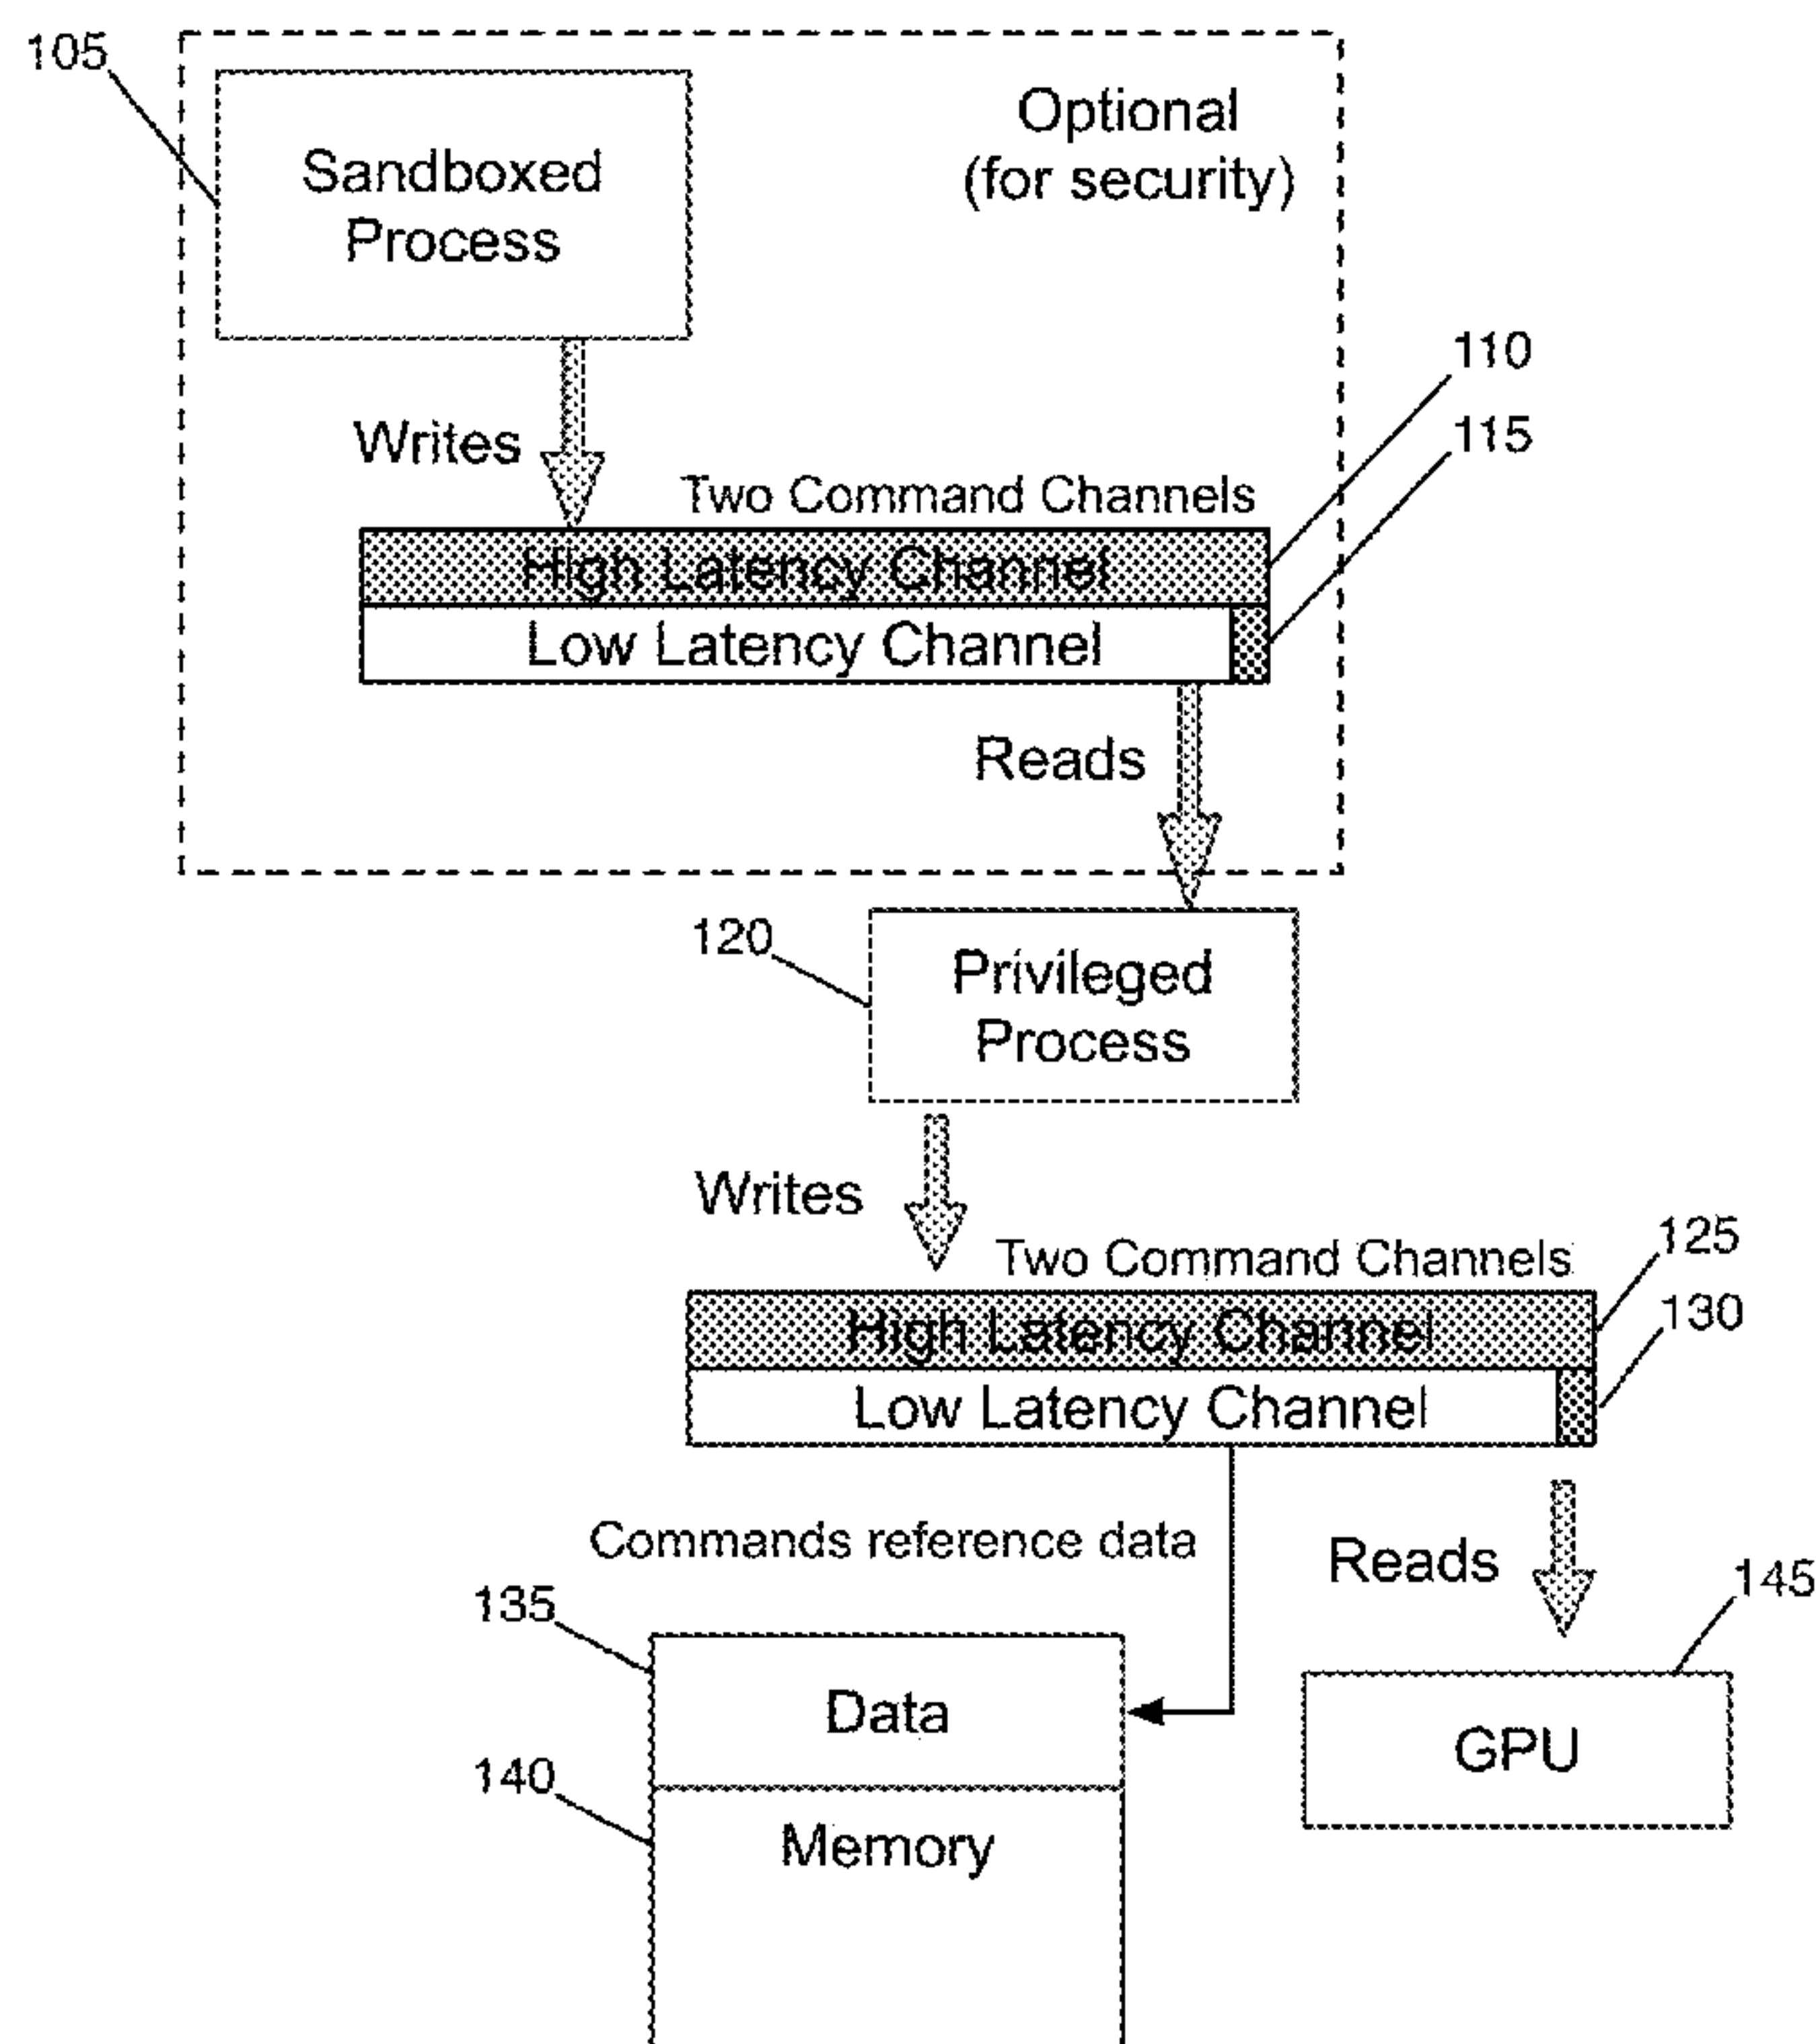 105
Optional
(for security)
Sandboxed
Process
110
115
Writes
Two Command Channels
High Latency Channel
Low Latency Channel
Reads
120
Privileged
Process
Writes
Two Command Channels
125
130
High Latency Channel
Low Latency Channel
Commands reference data
Reads
145
135
Data
GPU
140
Memory